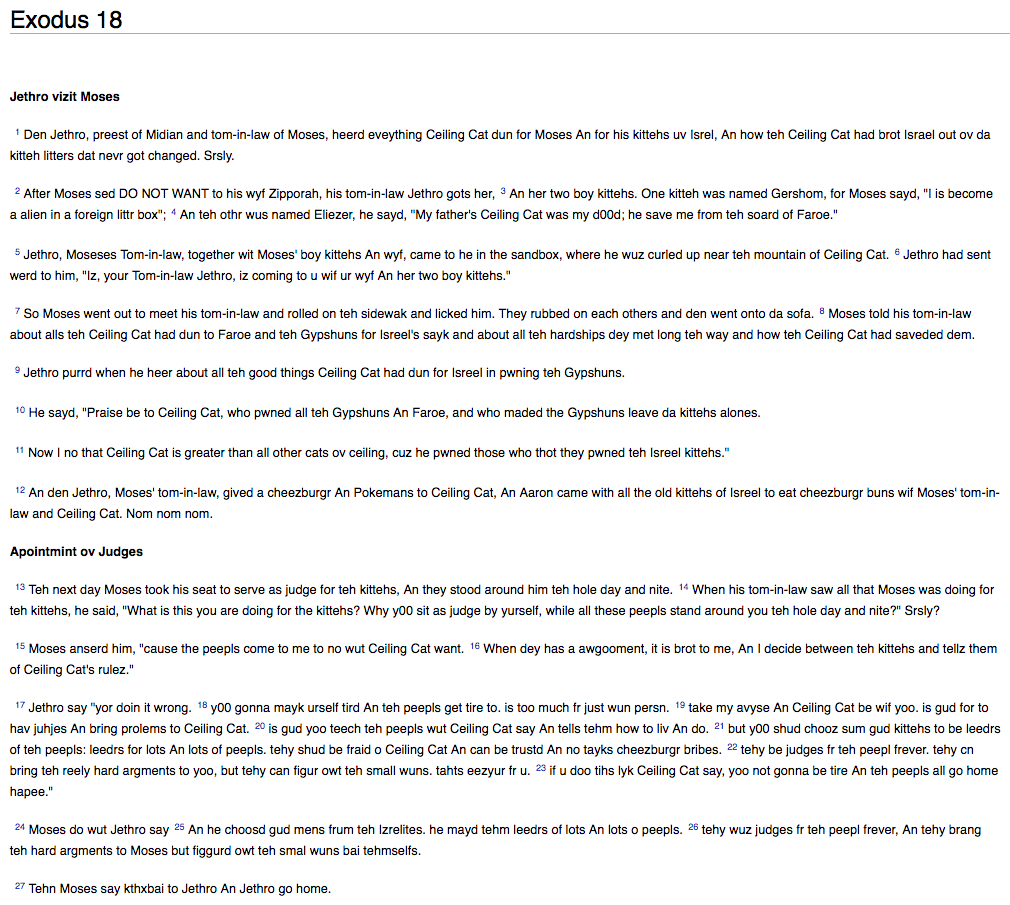 Exodus 18
Jethro vizit Moses
1 Den Jethro, preest of Midian and tom-in-law of Moses, heerd eveything Ceiling Cat dun for Moses An for his kittehs uv Isrel, An how teh Ceiling Cat had brot Israel out ov da
kitteh litters dat nevr got changed. Srsly.
2 After Moses sed DO NOT WANT to his wyf Zipporah, his tom-in-law Jethro gots her, 3 An her two boy kittehs. One kitteh was named Gershom, for Moses sayd, "I is become
a alien in a foreign littr box"; 4 An teh othr wus named Eliezer, he sayd, "My father's Ceiling Cat was my d00d; he save me from teh soard of Faroe."
5 Jethro, Moseses Tom-in-law, together wit Moses' boy kittehs An wyf, came to he in the sandbox, where he wuz curled up near teh mountain of Ceiling Cat. 6 Jethro had sent
werd to him, "Iz, your Tom-in-law Jethro, iz coming to u wif ur wyf An her two boy kittehs."
7 So Moses went out to meet his tom-in-law and rolled on teh sidewak and licked him. They rubbed on each others and den went onto da sofa. 8 Moses told his tom-in-law
about alls teh Ceiling Cat had dun to Faroe and teh Gypshuns for Isreel's sayk and about all teh hardships dey met long teh way and how teh Ceiling Cat had saveded dem.
9 Jethro purrd when he heer about all teh good things Ceiling Cat had dun for Isreel in pwning teh Gypshuns.
10 He sayd, "Praise be to Ceiling Cat, who pwned all teh Gypshuns An Faroe, and who maded the Gypshuns leave da kittehs alones.
11 Now I no that Ceiling Cat is greater than all other cats ov ceiling, cuz he pwned those who thot they pwned teh Isreel kittehs."
12 An den Jethro, Moses' tom-in-law, gived a cheezburgr An Pokemans to Ceiling Cat, An Aaron came with all the old kittehs of Isreel to eat cheezburgr buns wif Moses' tom-in-
law and Ceiling Cat. Nom nom nom.
Apointmint ov Judges
13 Teh next day Moses took his seat to serve as judge for teh kittehs, An they stood around him teh hole day and nite. 14 When his tom-in-law saw all that Moses was doing for
teh kittehs, he said, "What is this you are doing for the kittehs? Why y00 sit as judge by yurself, while all these peepls stand around you teh hole day and nite?" Srsly?
15 Moses anserd him, "cause the peepls come to me to no wut Ceiling Cat want. 16 When dey has a awgooment, it is brot to me, An I decide between teh kittehs and tellz them
of Ceiling Cat's rulez."
17 Jethro say "yor doin it wrong. 18 y00 gonna mayk urself tird An teh peepls get tire to. is too much fr just wun persn. 19 take my avyse An Ceiling Cat be wif yoo. is gud for to
hav juhjes An bring prolems to Ceiling Cat. 20 is gud yoo teech teh peepls wut Ceiling Cat say An tells tehm how to liv An do. 21 but y00 shud chooz sum gud kittehs to be leedrs
of teh peepls: leedrs for lots An lots of peepls. tehy shud be fraid o Ceiling Cat An can be trustd An no tayks cheezburgr bribes. 22 tehy be judges fr teh peepl frever. tehy cn
bring teh reely hard argments to yoo, but tehy can figur owt teh small wuns. tahts eezyur fr u. 23 if u doo tihs lyk Ceiling Cat say, yoo not gonna be tire An teh peepls all go home
hapee."
24 Moses do wut Jethro say 25 An he choosd gud mens frum teh Izrelites. he mayd tehm leedrs of lots An lots o peepls. 26 tehy wuz judges fr teh peepl frever, An tehy brang
teh hard argments to Moses but figgurd owt teh smal wuns bai tehmselfs.
27 Tehn Moses say kthxbai to Jethro An Jethro go home.